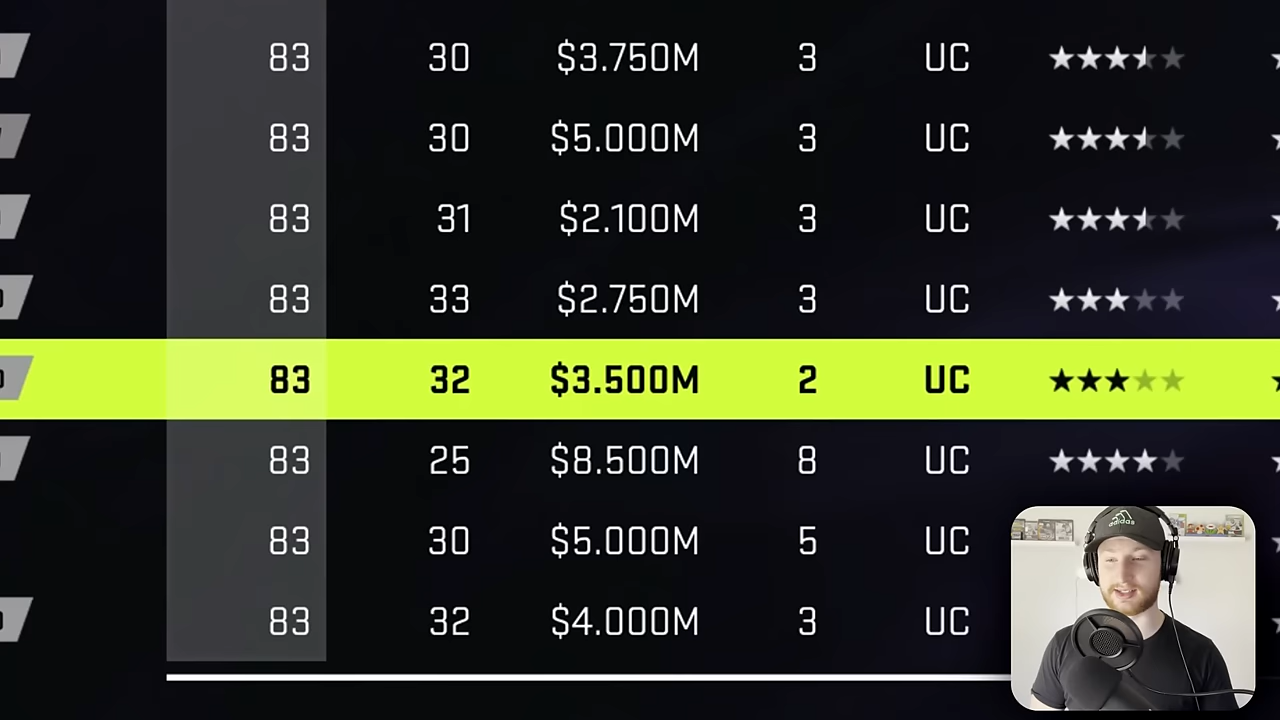 83 30 $3.750M 3 UC
83 30 $5.000M 3 UC
83 31 $2.100M 3 UC
83 33 $2.750M 3 UC
83 32 $3.500M 2 UC
83 25 $8.500M 8 UC
83 30 $5.000M 5 UC
83 32 $4.000M 3 UC
adidas